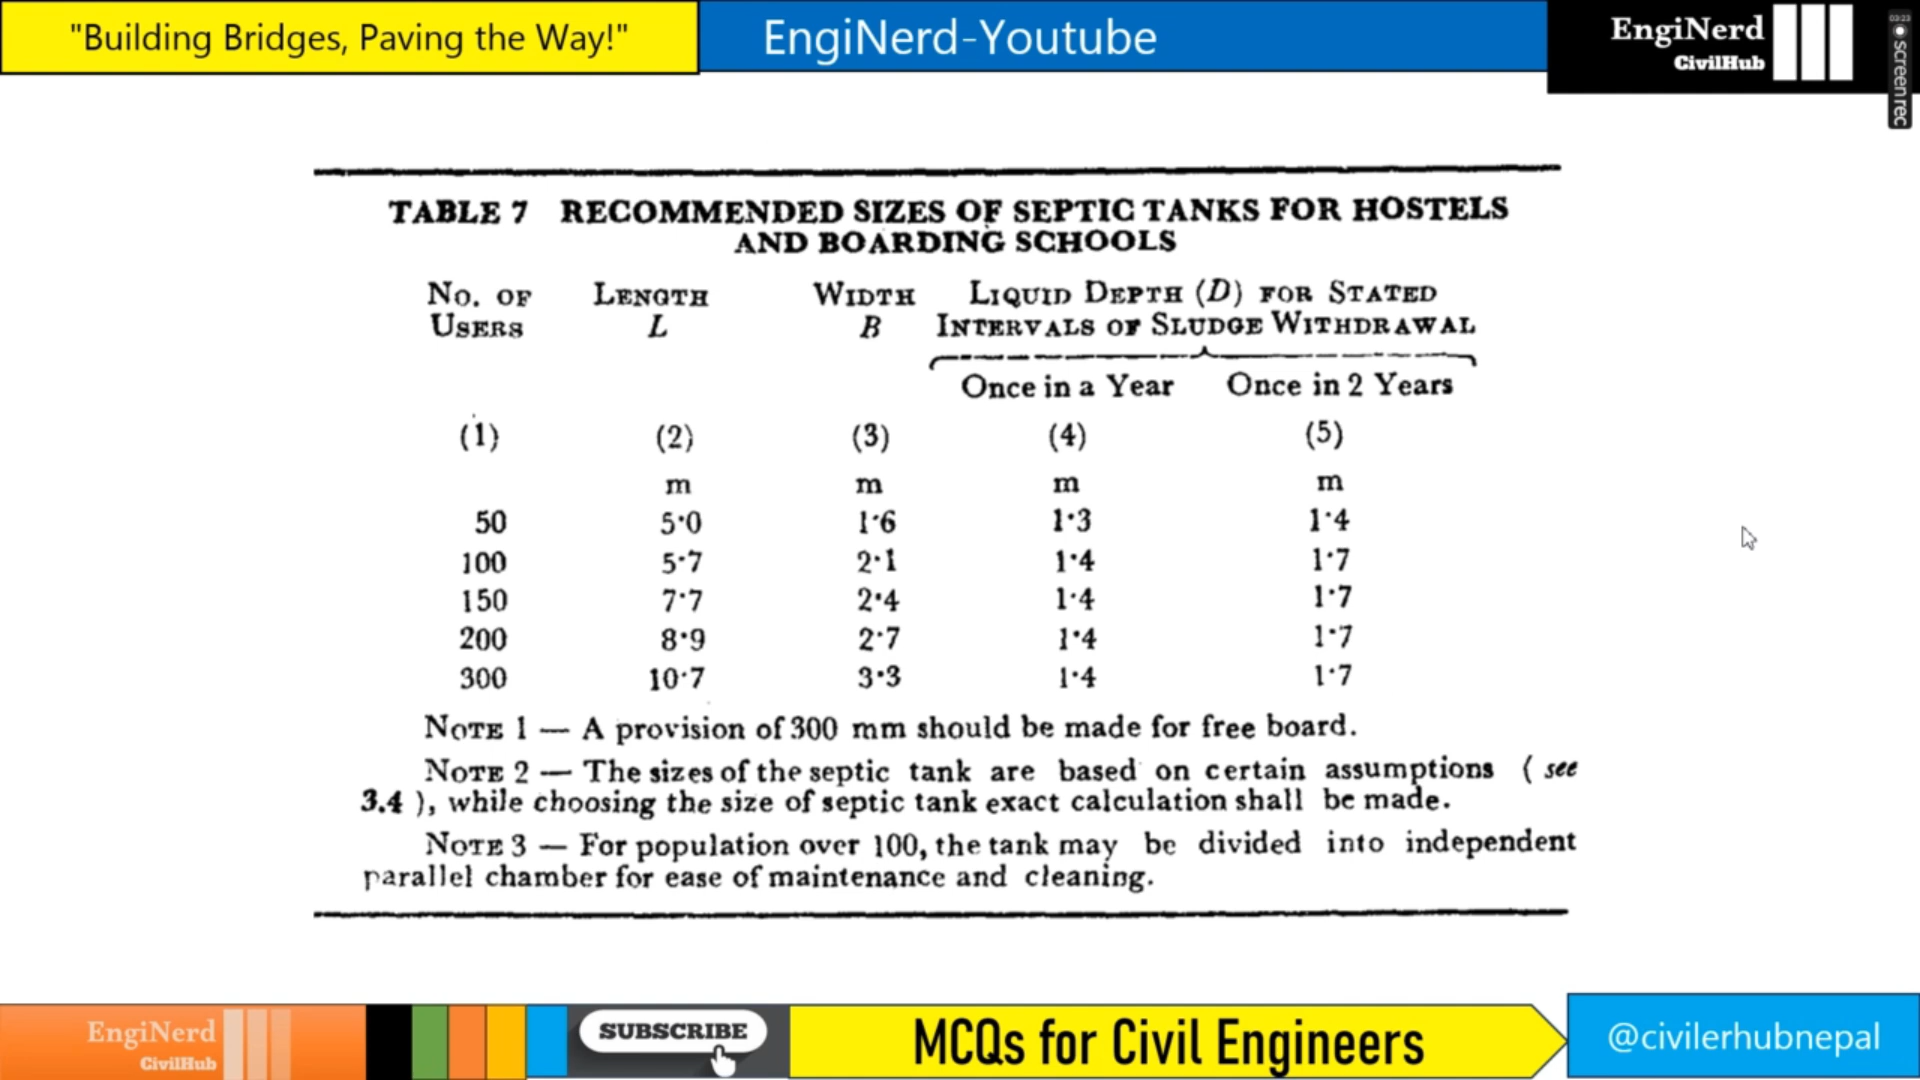 "Building Bridges, Paving the Way!"
EngiNerd-Youtube
EngiNerd
CivilHub
03:23
screenrec
TABLE 7 RECOMMENDED SIZES OF SEPTIC TANKS FOR HOSTELS
AND BOARDING SCHOOLS
NO. OF LENGTH WIDTH LIQUID DEPTH (D) FOR STATED
USERS L B INTERVALS OF SLUDGE WITHDRAWAL
Once in a Year Once in 2 Years
(1) (2) (3) (4) (5)
m m m m
50 5·0 1·6 1·3 1·4
100 5·7 2·1 1·4 1·7
150 7·7 2·4 1·4 1·7
200 8·9 2·7 1·4 1·7
300 10·7 3·3 1·4 1·7
NOTE 1 — A provision of 300 mm should be made for free board.
NOTE 2 — The sizes of the septic tank are based on certain assumptions ( see
3.4 ), while choosing the size of septic tank exact calculation shall be made.
NOTE 3 — For population over 100, the tank may be divided into independent
parallel chamber for ease of maintenance and cleaning.
EngiNerd
CivilHub
SUBSCRIBE
MCQs for Civil Engineers
@civilerhubnepal